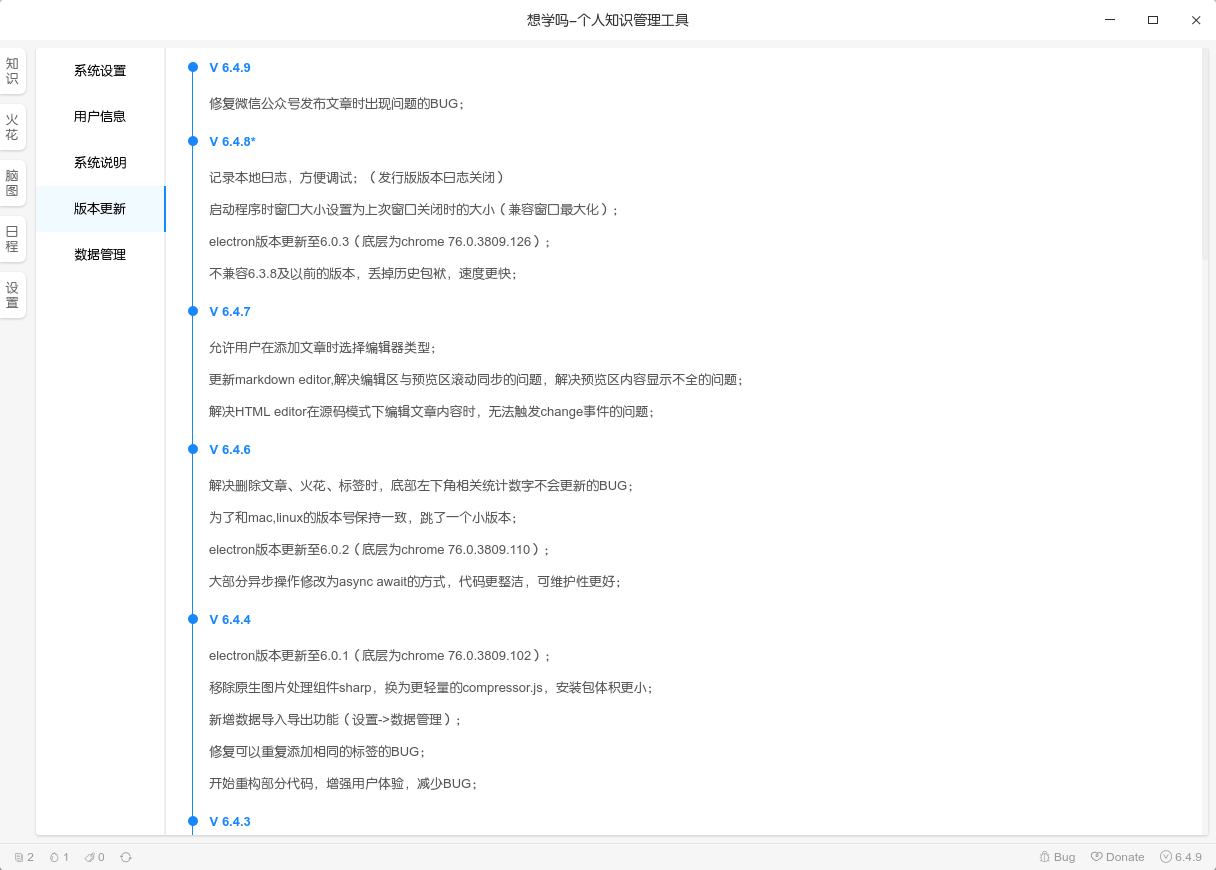 想学吗–个人知识管理工具
知识
火花
脑图
日程
设置
系统设置
用户信息
系统说明
版本更新
数据管理
V 6.4.9
修复微信公众号发布文章时出现问题的BUG；
V 6.4.8*
记录本地日志，方便调试；（发行版版本日志关闭）
启动程序时窗口大小设置为上次窗口关闭时的大小（兼容窗口最大化）；
electron版本更新至6.0.3（底层为chrome 76.0.3809.126）；
不兼容6.3.8及以前的版本，丢掉历史包袱，速度更快；
V 6.4.7
允许用户在添加文章时选择编辑器类型；
更新markdown editor,解决编辑区与预览区滚动同步的问题，解决预览区内容显示不全的问题；
解决HTML editor在源码模式下编辑文章内容时，无法触发change事件的问题；
V 6.4.6
解决删除文章、火花、标签时，底部左下角相关统计数字不会更新的BUG；
为了和mac,linux的版本号保持一致，跳了一个小版本；
electron版本更新至6.0.2（底层为chrome 76.0.3809.110）；
大部分异步操作修改为async await的方式，代码更整洁，可维护性更好；
V 6.4.4
electron版本更新至6.0.1（底层为chrome 76.0.3809.102）；
移除原生图片处理组件sharp，换为更轻量的compressor.js，安装包体积更小；
新增数据导入导出功能（设置->数据管理）；
修复可以重复添加相同的标签的BUG；
开始重构部分代码，增强用户体验，减少BUG；
V 6.4.3
2 1 0
Bug Donate 6.4.9